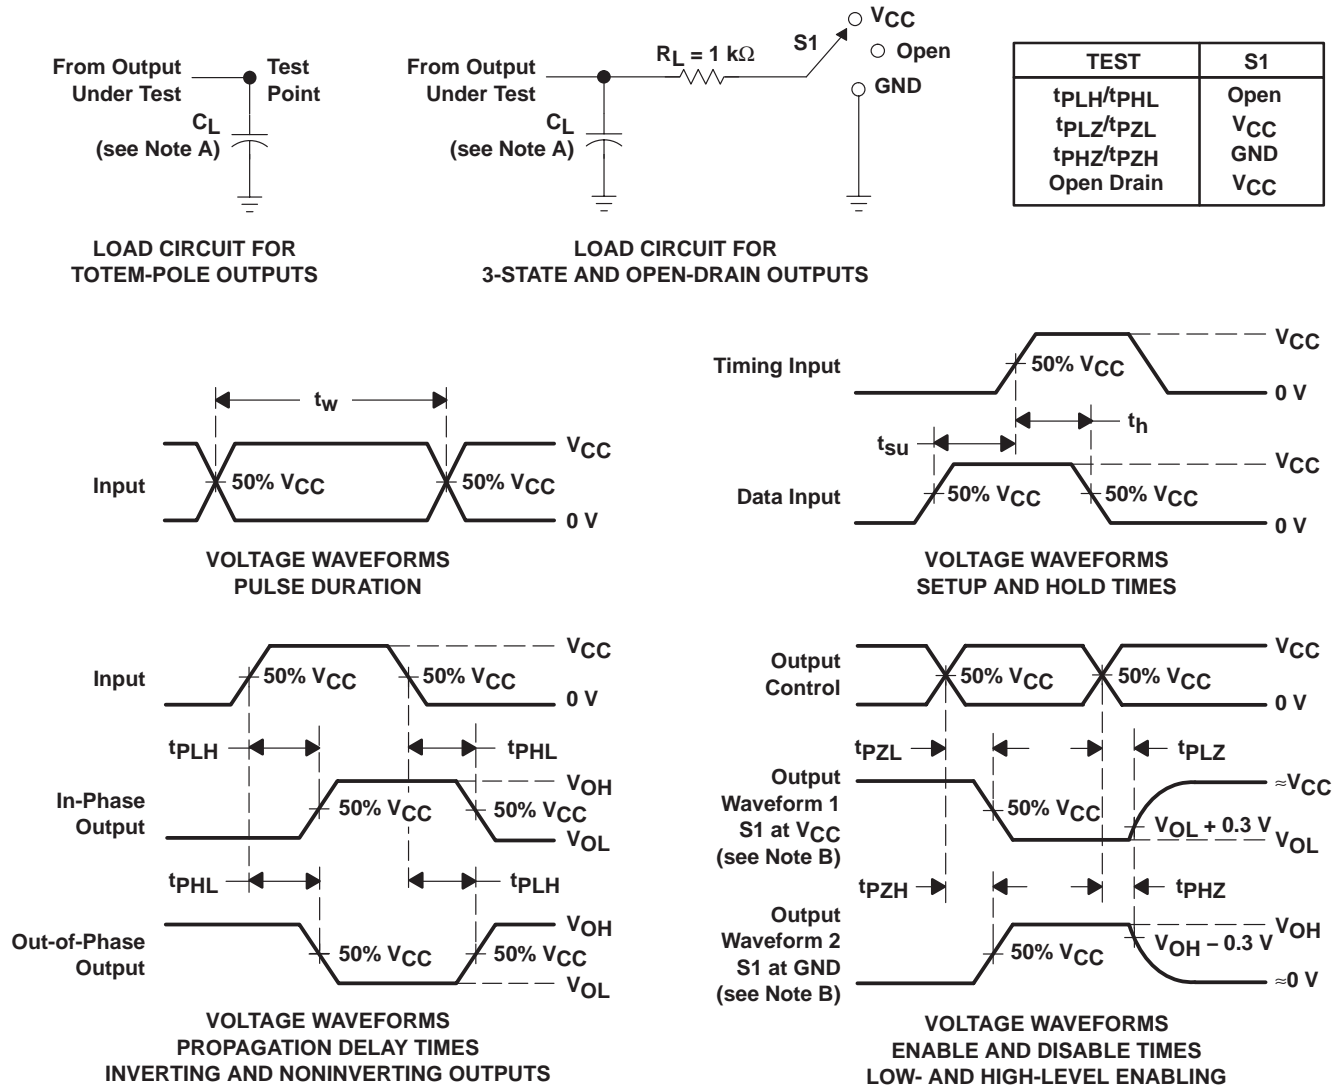 From Output
Under Test
Test
Point
CL
(see Note A)
LOAD CIRCUIT FOR
TOTEM-POLE OUTPUTS
From Output
Under Test
RL = 1 kΩ
S1
VCC
Open
GND
CL
(see Note A)
LOAD CIRCUIT FOR
3-STATE AND OPEN-DRAIN OUTPUTS
TEST S1
tPLH/tPHL Open
tPLZ/tPZL VCC
tPHZ/tPZH GND
Open Drain VCC
tw
Input
50% VCC
50% VCC
VCC
0 V
VOLTAGE WAVEFORMS
PULSE DURATION
Timing Input
50% VCC
VCC
0 V
th
tsu
Data Input
50% VCC
50% VCC
VCC
0 V
VOLTAGE WAVEFORMS
SETUP AND HOLD TIMES
Input
50% VCC
50% VCC
VCC
0 V
tPLH
tPHL
In-Phase
Output
50% VCC
50% VCC
VOH
VOL
tPHL
tPLH
Out-of-Phase
Output
50% VCC
50% VCC
VOH
VOL
VOLTAGE WAVEFORMS
PROPAGATION DELAY TIMES
INVERTING AND NONINVERTING OUTPUTS
Output
Control
50% VCC
50% VCC
VCC
0 V
tPZL
tPLZ
Output
Waveform 1
S1 at VCC
(see Note B)
50% VCC
≈VCC
VOL + 0.3 V
VOL
tPZH
tPHZ
Output
Waveform 2
S1 at GND
(see Note B)
50% VCC
VOH
VOH – 0.3 V
≈0 V
VOLTAGE WAVEFORMS
ENABLE AND DISABLE TIMES
LOW- AND HIGH-LEVEL ENABLING